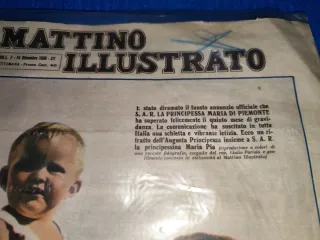 MATTINO
ILLUSTRATO
È stato diramato il fausto annunzio ufficiale che
S. A. R. LA PRINCIPESSA MARIA DI PIEMONTE
ha superato felicemente il quinto mese di gravi-
danza. La comunicazione ha suscitato in tutta
Italia una schietta e vibrante letizia. Ecco un ri-
tratto dell'Augusta Principessa insieme a S. A. R.
la principessina Maria Pia